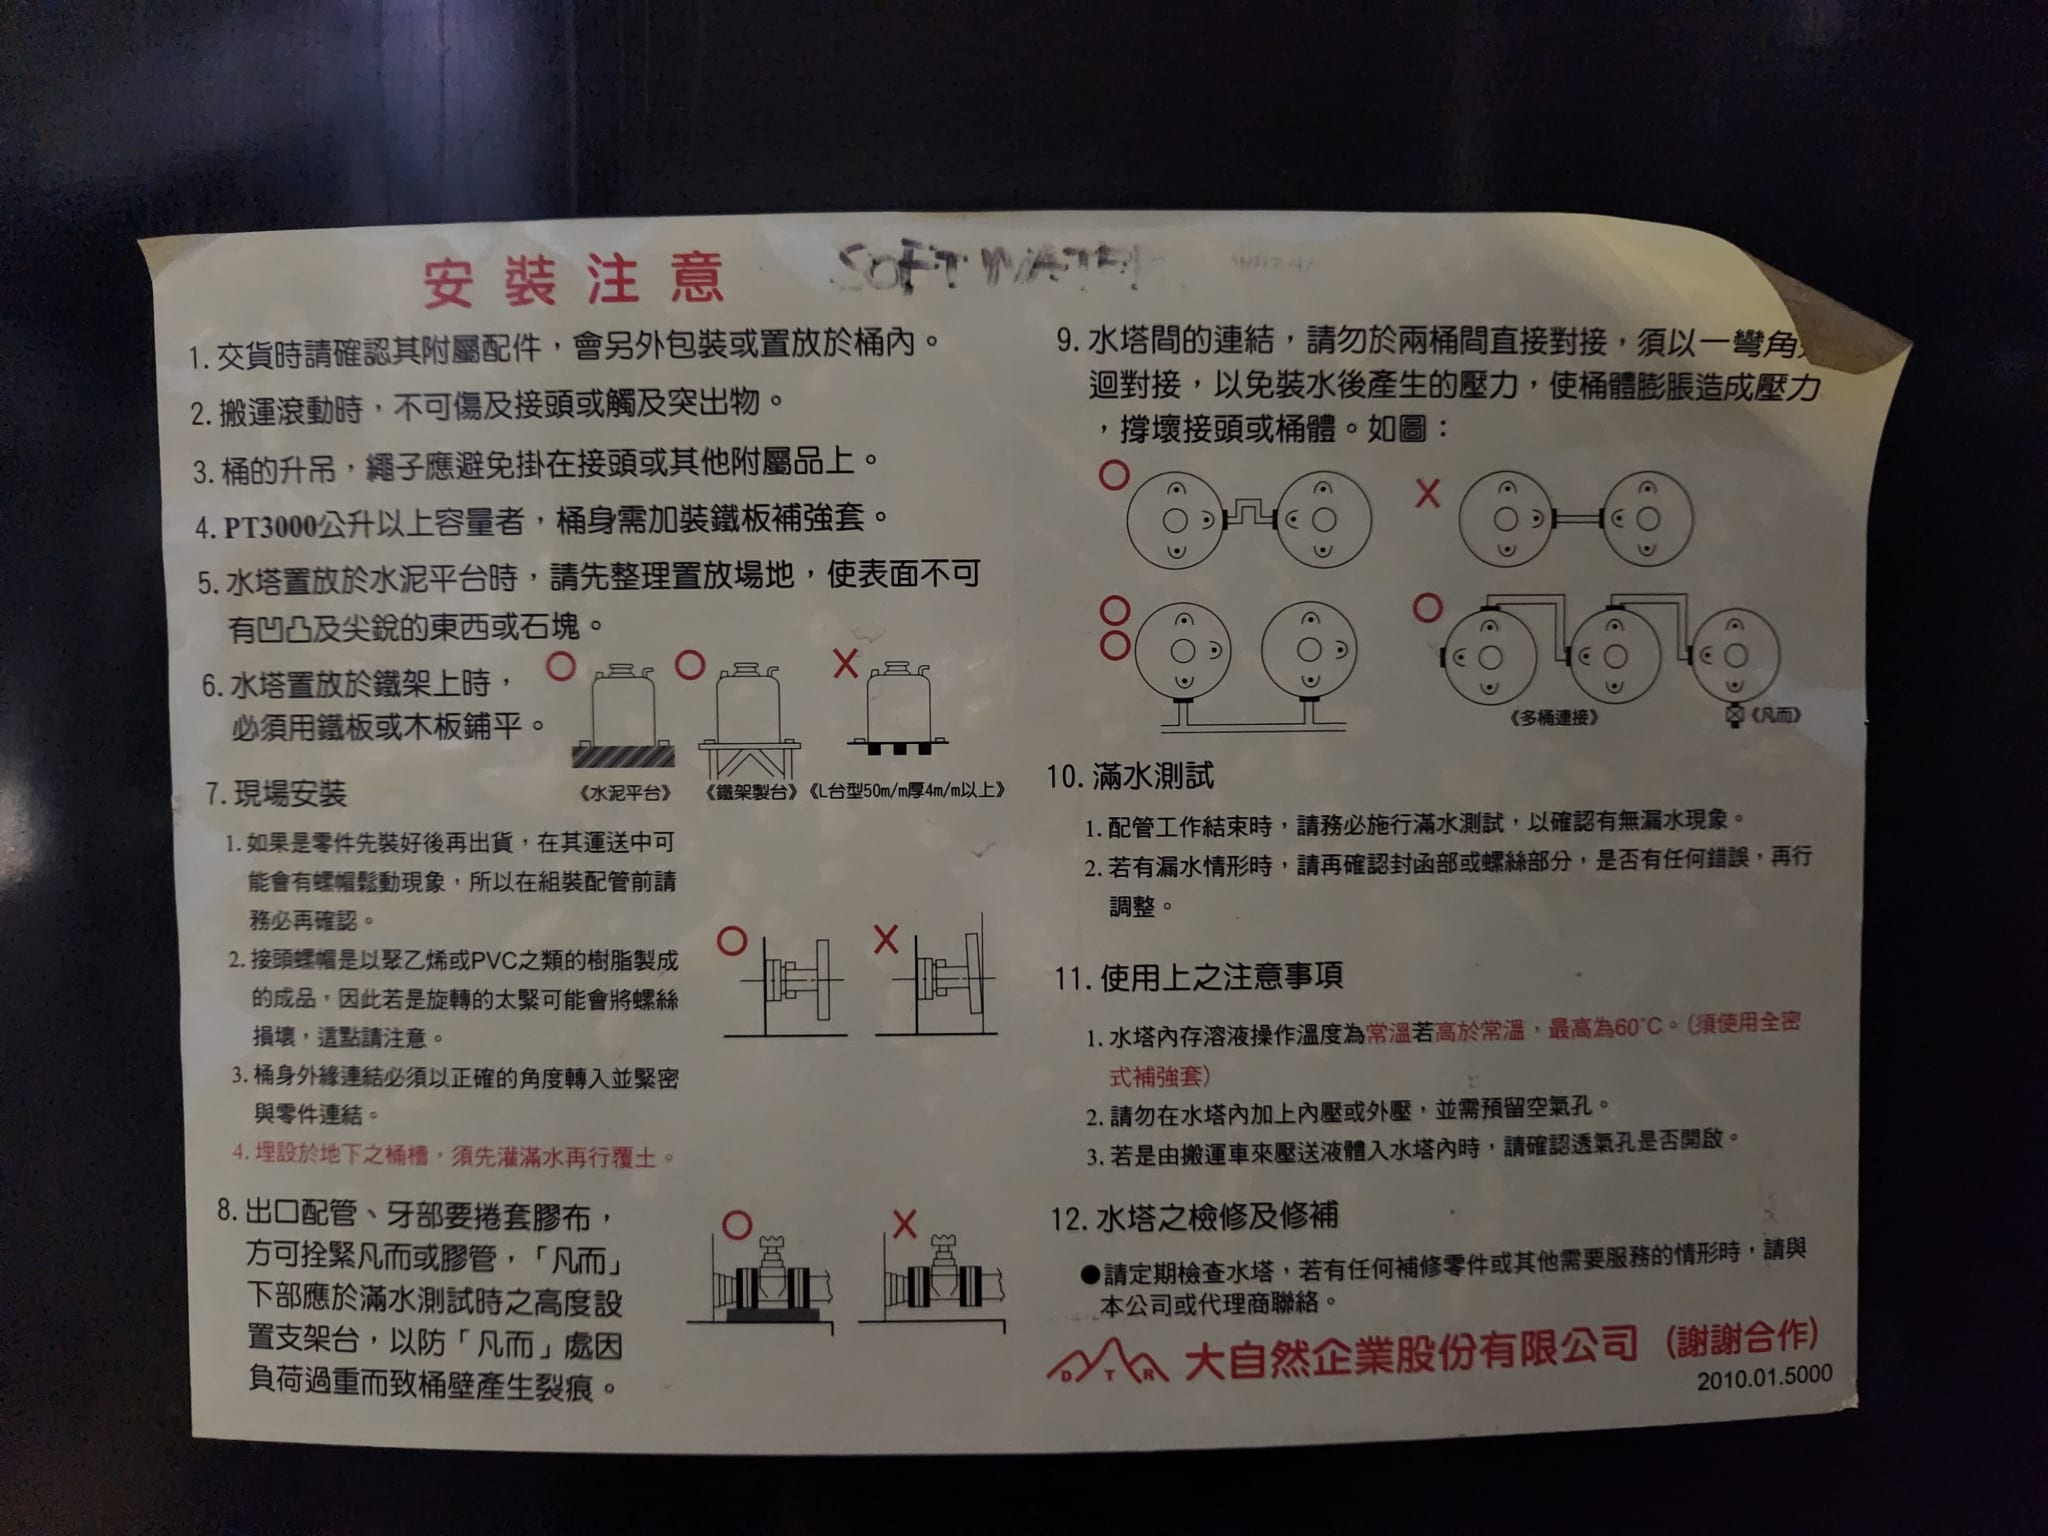 安裝注意
SOFT WATER
1. 交貨時請確認其附屬配件，會另外包裝或置放於桶內。
2. 搬運滾動時，不可傷及接頭或觸及突出物。
3. 桶的升吊，繩子應避免掛在接頭或其他附屬品上。
4. PT3000公升以上容量者，桶身需加裝鐵板補強套。
5. 水塔置放於水泥平台時，請先整理置放場地，使表面不可
有凹凸及尖銳的東西或石塊。
6. 水塔置放於鐵架上時，
必須用鐵板或木板鋪平。
O O X
《水泥平台》 《鐵架製台》 《L台型50m/m厚4m/m以上》
7. 現場安裝
1. 如果是零件先裝好後再出貨，在其運送中可
能會有螺帽鬆動現象，所以在組裝配管前請
務必再確認。
2. 接頭螺帽是以聚乙烯或PVC之類的樹脂製成
的成品，因此若是旋轉的太緊可能會將螺絲
損壞，這點請注意。
3. 桶身外緣連結必須以正確的角度轉入並緊密
與零件連結。
4. 埋設於地下之桶槽，須先灌滿水再行覆土。
O X
8. 出口配管、牙部要捲套膠布，
方可拴緊凡而或膠管，「凡而」
下部應於滿水測試時之高度設
置支架台，以防「凡而」處因
負荷過重而致桶壁產生裂痕。
O X
9. 水塔間的連結，請勿於兩桶間直接對接，須以一彎角
迴對接，以免裝水後產生的壓力，使桶體膨脹造成壓力
，撐壞接頭或桶體。如圖：
O X
O O O
《多桶連接》 《凡而》
10. 滿水測試
1. 配管工作結束時，請務必施行滿水測試，以確認有無漏水現象。
2. 若有漏水情形時，請再確認封函部或螺絲部分，是否有任何錯誤，再行
調整。
11. 使用上之注意事項
1. 水塔內存溶液操作溫度為常溫若高於常溫，最高為60°C。(須使用全密
式補強套)
2. 請勿在水塔內加上內壓或外壓，並需預留空氣孔。
3. 若是由搬運車來壓送液體入水塔內時，請確認透氣孔是否開啟。
12. 水塔之檢修及修補
●請定期檢查水塔，若有任何補修零件或其他需要服務的情形時，請與
本公司或代理商聯絡。
DTR 大自然企業股份有限公司 (謝謝合作)
2010.01.5000